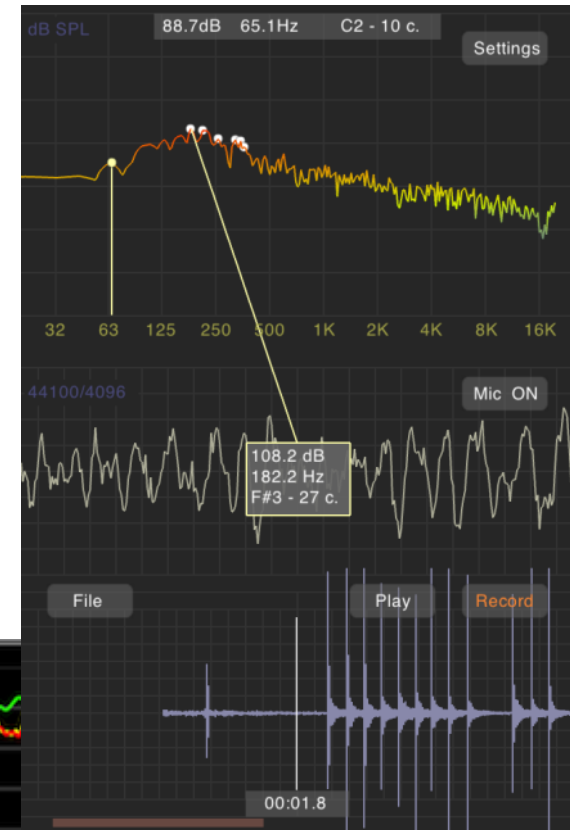 dB SPL
88.7dB 65.1Hz C2 - 10 c.
Settings
32 63 125 250 500 1K 2K 4K 8K 16K
44100/4096
Mic ON
108.2 dB
182.2 Hz
F#3 - 27 c.
File
Play
Record
00:01.8